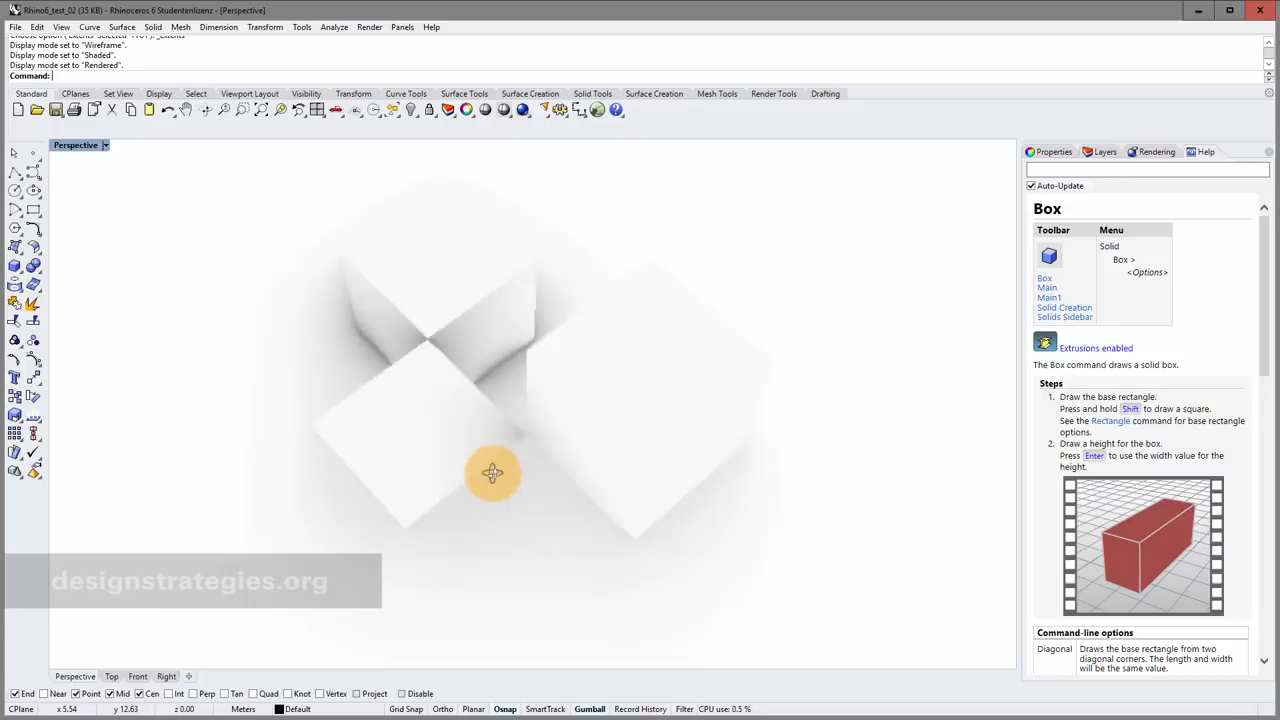 Rhino6_test_02 (35 KB) - Rhinoceros 6 Studentenlizenz - [Perspective]
File Edit View Curve Surface Solid Mesh Dimension Transform Tools Analyze Render Panels Help
Display mode set to "Wireframe".
Display mode set to "Shaded".
Display mode set to "Rendered".
Command:
Standard CPlanes Set View Display Select Viewport Layout Visibility Transform Curve Tools Surface Tools Surface Creation Solid Tools Surface Creation Mesh Tools Render Tools Drafting
Perspective
Properties Layers Rendering Help
Auto-Update
Box
Toolbar Menu
Solid
Box >
<Options>
Box
Main
Main1
Solid Creation
Solids Sidebar
Extrusions enabled
The Box command draws a solid box.
Steps
1. Draw the base rectangle.
Press and hold Shift to draw a square.
See the Rectangle command for base rectangle
options.
2. Draw a height for the box.
Press Enter to use the width value for the
height.
Command-line options
Diagonal Draws the base rectangle from two
diagonal corners. The length and width
will be the same value.
designstrategies.org
Perspective Top Front Right
End Near Point Mid Cen Int Perp Tan Quad Knot Vertex Project Disable
CPlane x 5.54 y 12.63 z 0.00 Meters Default Grid Snap Ortho Planar Osnap SmartTrack Gumball Record History Filter CPU use: 0.5 %